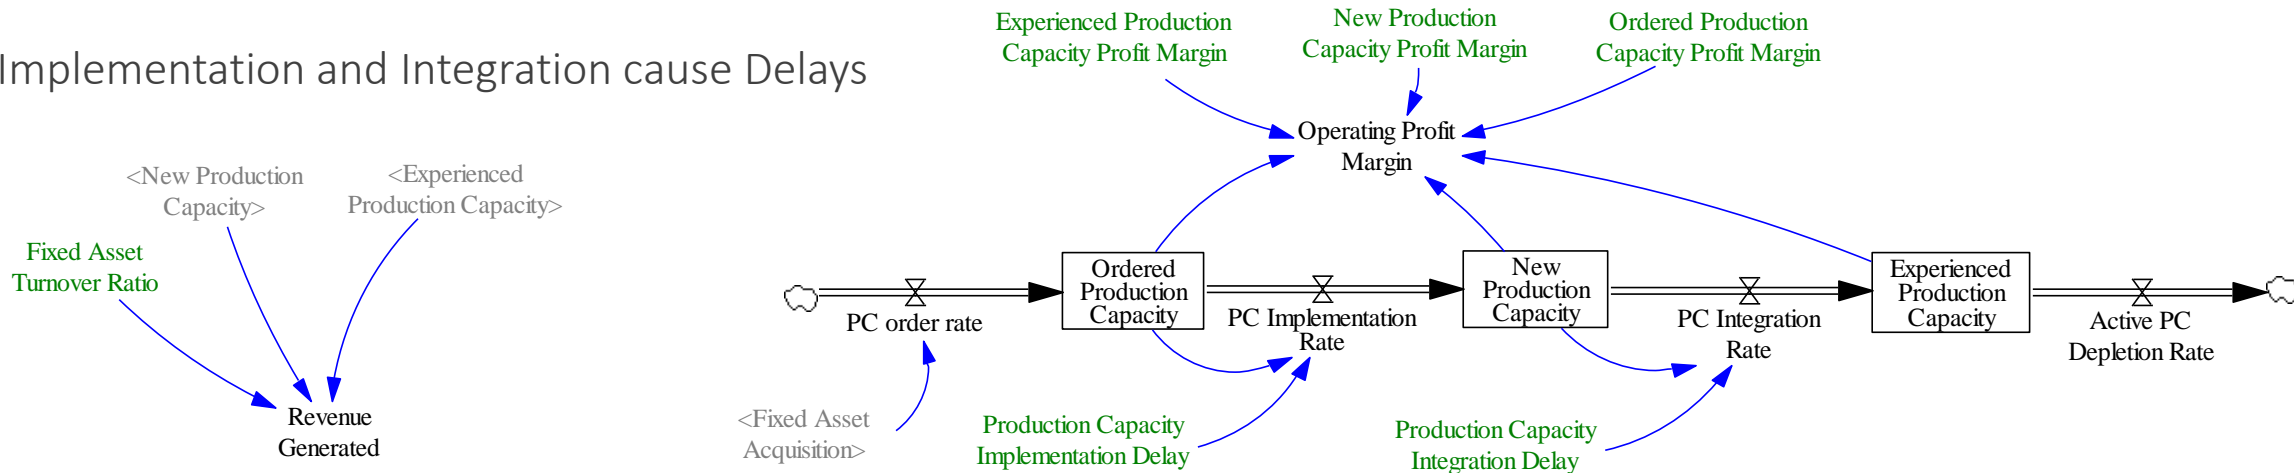 Implementation and Integration cause Delays
Experienced Production
Capacity Profit Margin
New Production
Capacity Profit Margin
Ordered Production
Capacity Profit Margin
Operating Profit
Margin
<New Production
Capacity>
<Experienced
Production Capacity>
Fixed Asset
Turnover Ratio
Revenue
Generated
PC order rate
Ordered
Production
Capacity
PC Implementation
Rate
New
Production
Capacity
PC Integration
Rate
Experienced
Production
Capacity
Active PC
Depletion Rate
<Fixed Asset
Acquisition>
Production Capacity
Implementation Delay
Production Capacity
Integration Delay